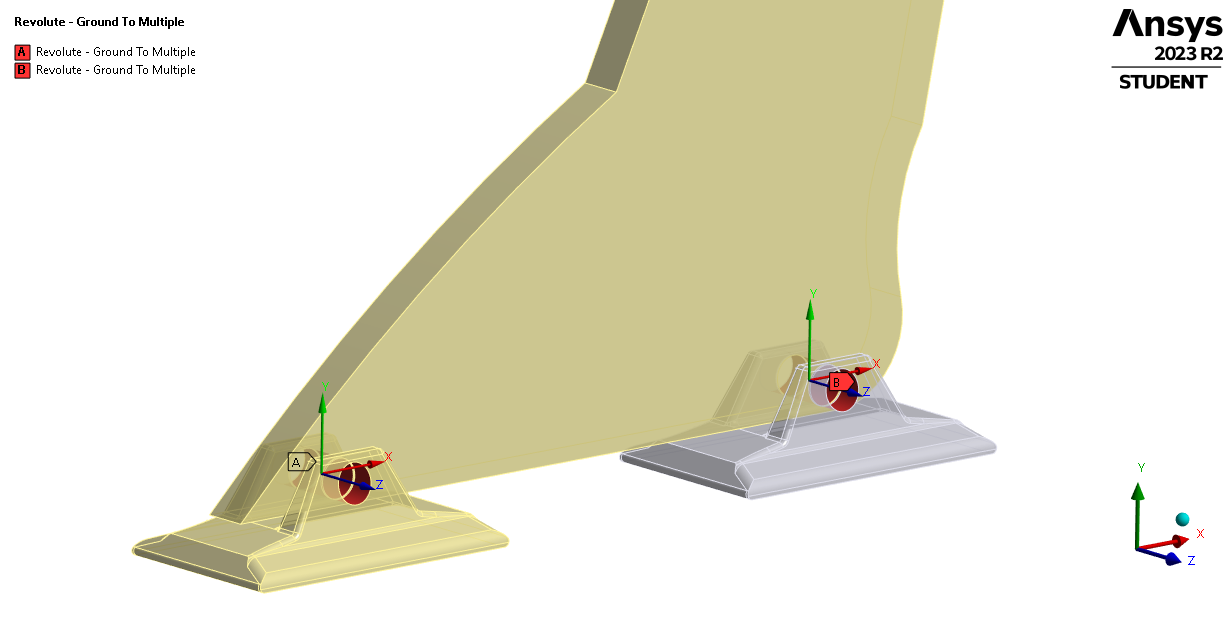 Revolute - Ground To Multiple
A Revolute - Ground To Multiple
B Revolute - Ground To Multiple
Ansys
2023 R2
STUDENT
Y
X
B
Z
Y
A
X
Z
Y
X
Z